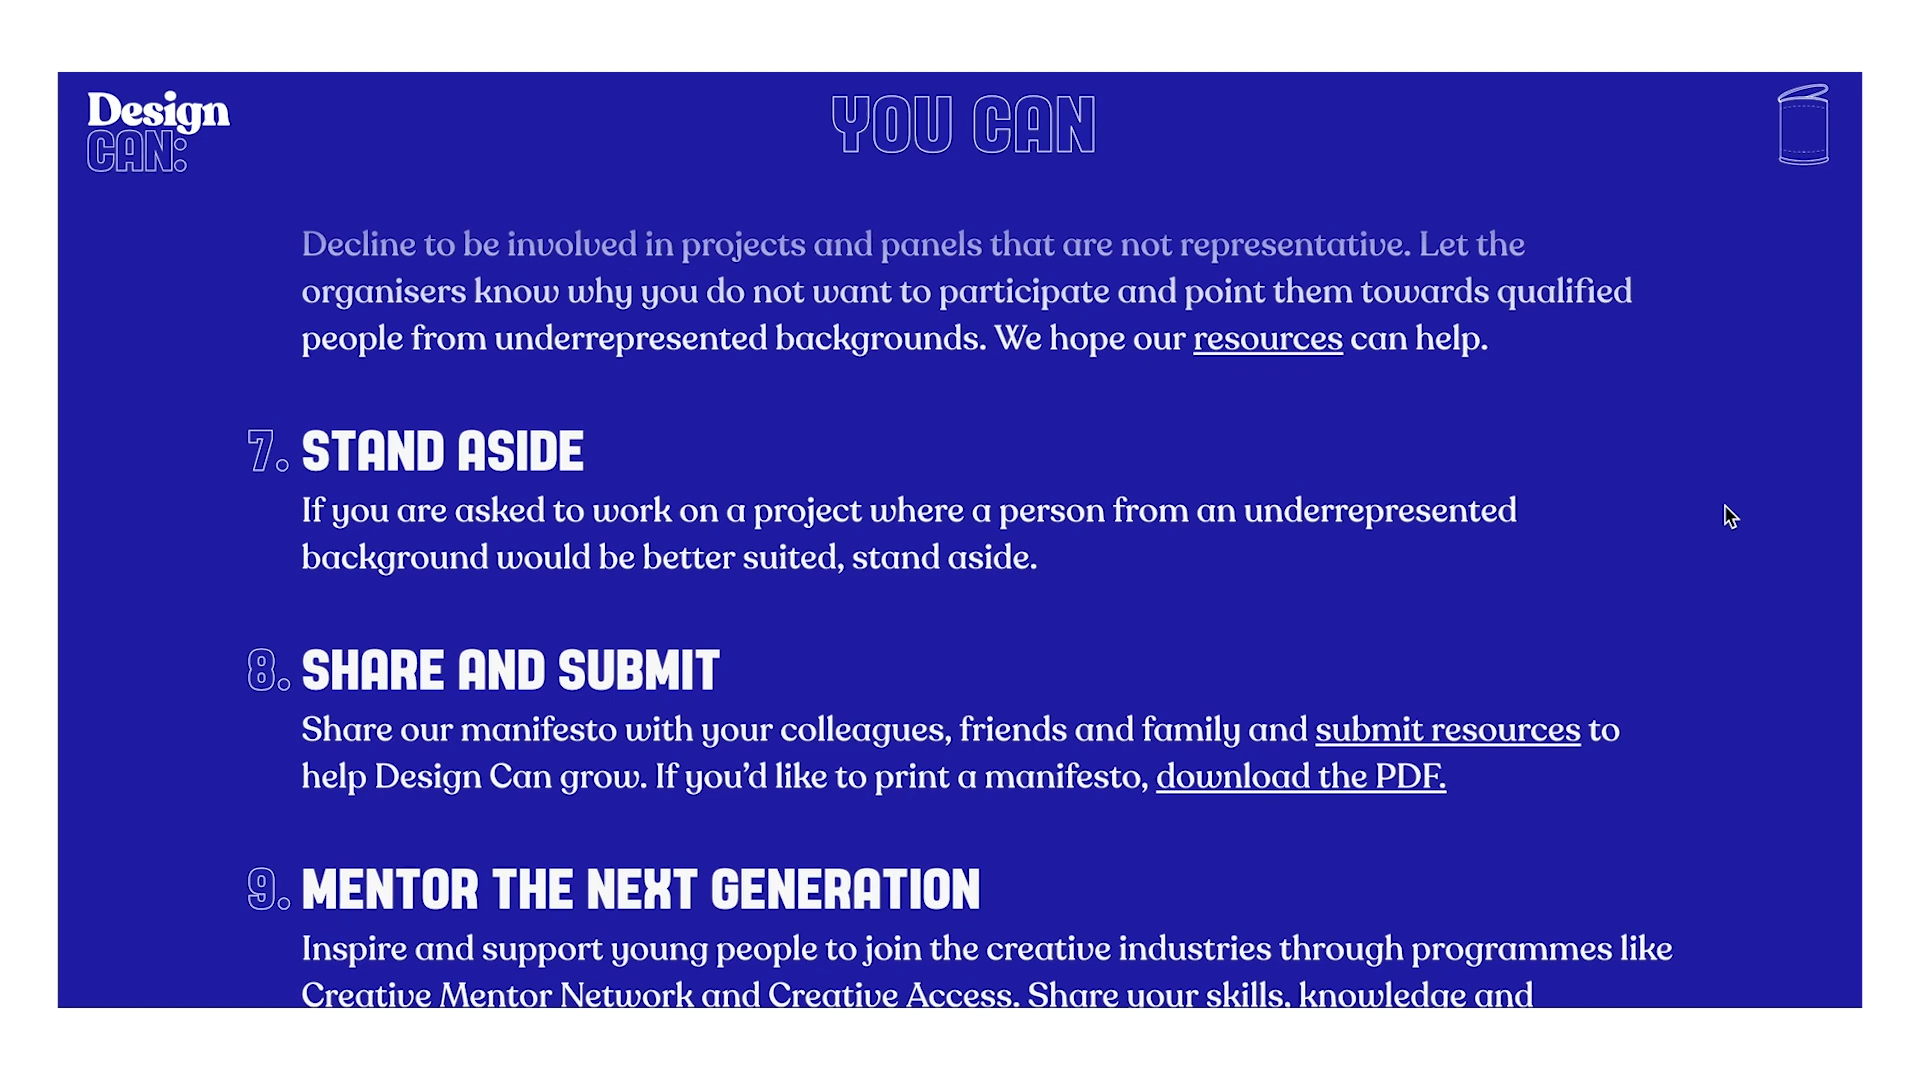 Design
CAN:
YOU CAN
Decline to be involved in projects and panels that are not representative. Let the
organisers know why you do not want to participate and point them towards qualified
people from underrepresented backgrounds. We hope our resources can help.
7. STAND ASIDE
If you are asked to work on a project where a person from an underrepresented
background would be better suited, stand aside.
8. SHARE AND SUBMIT
Share our manifesto with your colleagues, friends and family and submit resources to
help Design Can grow. If you’d like to print a manifesto, download the PDF.
9. MENTOR THE NEXT GENERATION
Inspire and support young people to join the creative industries through programmes like
Creative Mentor Network and Creative Access. Share your skills, knowledge and